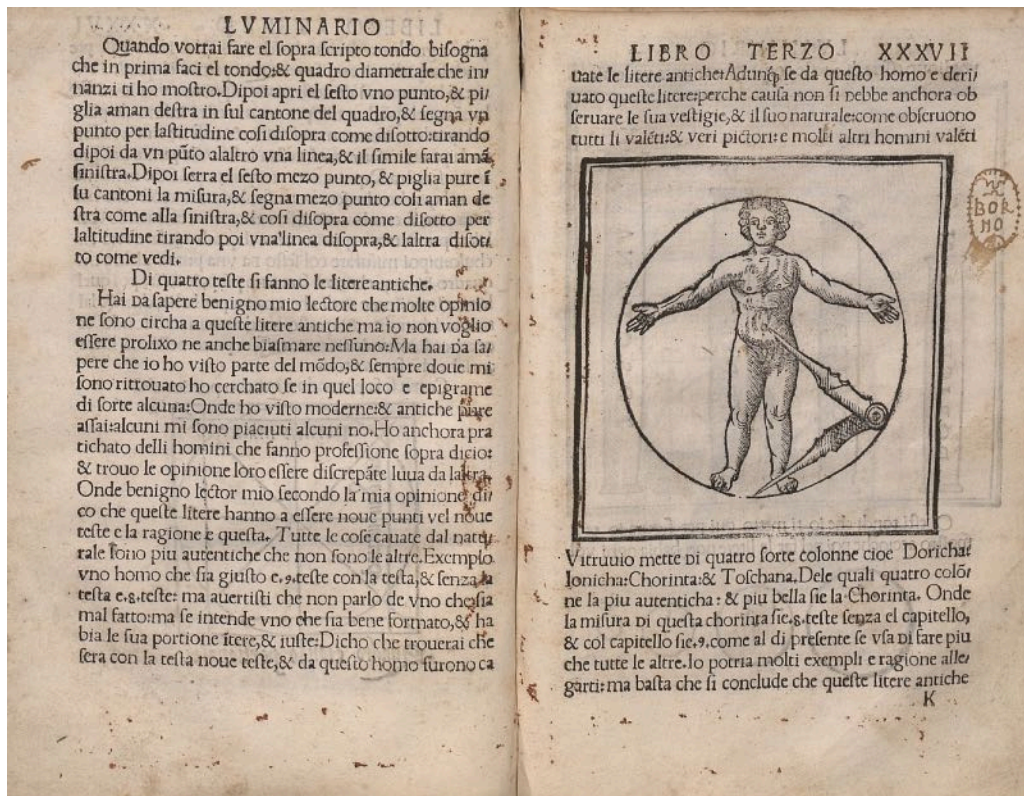 LVMINARIO
Quando vorrai fare el sopra scripto tondo bisogna
che in prima faci el tondo:& quadro diametrale che in/
nanzi ti ho mostro.Dipoi apri el sesto vno punto,& pi/
glia aman destra in sul cantone del quadro,& segna vn
punto per lastitudine cosi disopra come disotto:tirando
dipoi da vn pũto alaltro vna linea,& il simile farai amã
sinistra.Dipoi serra el sesto mezo punto, & piglia pure ĩ
su cantoni la misura,& segna mezo punto cosi aman de
stra come alla sinistra,& cosi disopra come disotto per
laltitudine tirando poi vna linea disopra,& laltra disot/
to come vedi.
Di quatro teste si fanno le litere antiche.
Hai da sapere benigno mio lectore che molte opinio
ne sono circha a queste litere antiche ma io non voglio
essere prolixo ne anche biasmare nessuno:Ma hai da sa/
pere che io ho visto parte del mõdo,& sempre doue mi
sono ritrouato ho cerchato se in quel loco e epigrame
di sorte alcuna:Onde ho visto moderne:& antiche pure
assai:alcuni mi sono piaciuti alcuni no.Ho anchora pra
tichato delli homini che fanno professione sopra dicio:
& trouo le opinione loro essere discrepãte luua da laltra.
Onde benigno lector mio secondo la mia opinione di/
co che queste litere hanno a essere noue punti vel noue
teste e la ragione e questa. Tutte le cose cauate dal natu/
rale sono piu autentiche che non sono le altre.Exemplo
vno homo che sia giusto e.9.teste con la testa,& senza la
testa e.8.teste: ma auertisti che non parlo de vno che sia
mal fatto:ma se intende vno che sia bene formato,& ha
bia le sua portione itere,& iuste:Dicho che trouerai che
sera con la testa noue teste,& da questo homo furono ca
LIBRO TERZO XXXVII
uate le litere antiche:Adunq̃ se da questo homo e deri/
uato queste litere:perche causa non si debbe anchora ob
seruare le sua vestigie,& il suo naturale:come obseruono
tutti li valẽti:& veri pictori:e molti altri homini valẽti
BOR
NO
Vitruuio mette di quatro sorte colonne cioe Doricha:
Ionicha:Chorinta:& Toschana.Dele quali quatro colõ/
ne la piu autenticha: & piu bella sie la Chorinta. Onde
la misura di questa chorinta sie.8.teste senza el capitello,
& col capitello sie.9.come al di presente se vsa di fare piu
che tutte le altre.Io potria molti exempli e ragione alle/
garti:ma basta che si conclude che queste litere antiche
K